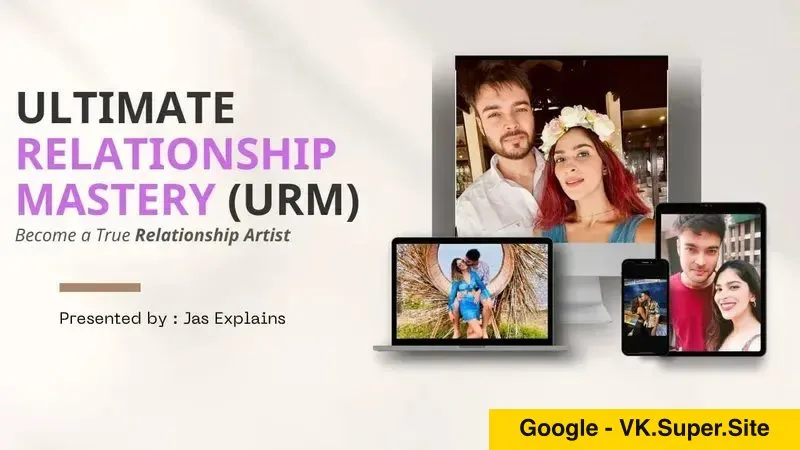 ULTIMATE
RELATIONSHIP
MASTERY (URM)
Become a True Relationship Artist
Presented by : Jas Explains
Google - VK.Super.Site